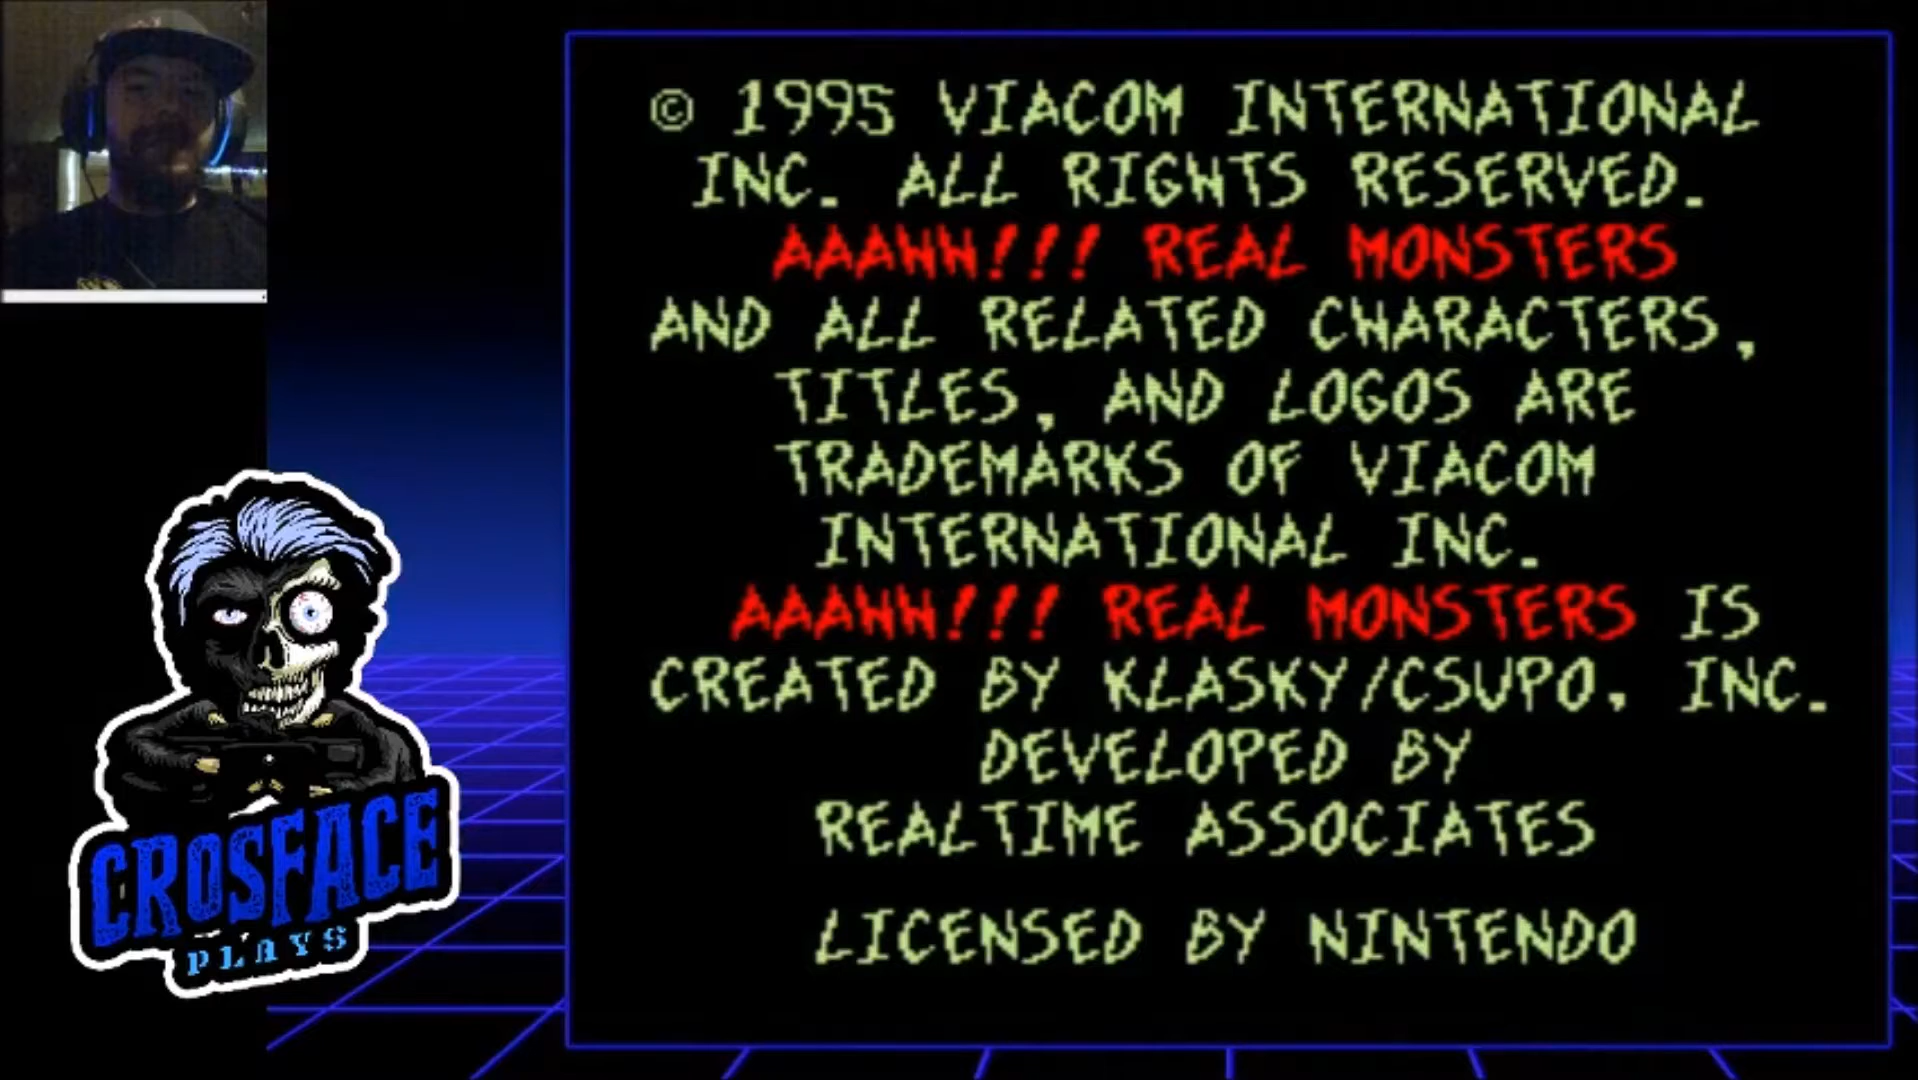 © 1995 VIACOM INTERNATIONAL
INC. ALL RIGHTS RESERVED.
AAAHH!!! REAL MONSTERS
AND ALL RELATED CHARACTERS,
TITLES, AND LOGOS ARE
TRADEMARKS OF VIACOM
INTERNATIONAL INC.
AAAHH!!! REAL MONSTERS IS
CREATED BY KLASKY/CSUPO, INC.
DEVELOPED BY
REALTIME ASSOCIATES
LICENSED BY NINTENDO
CROSFACE
PLAYS